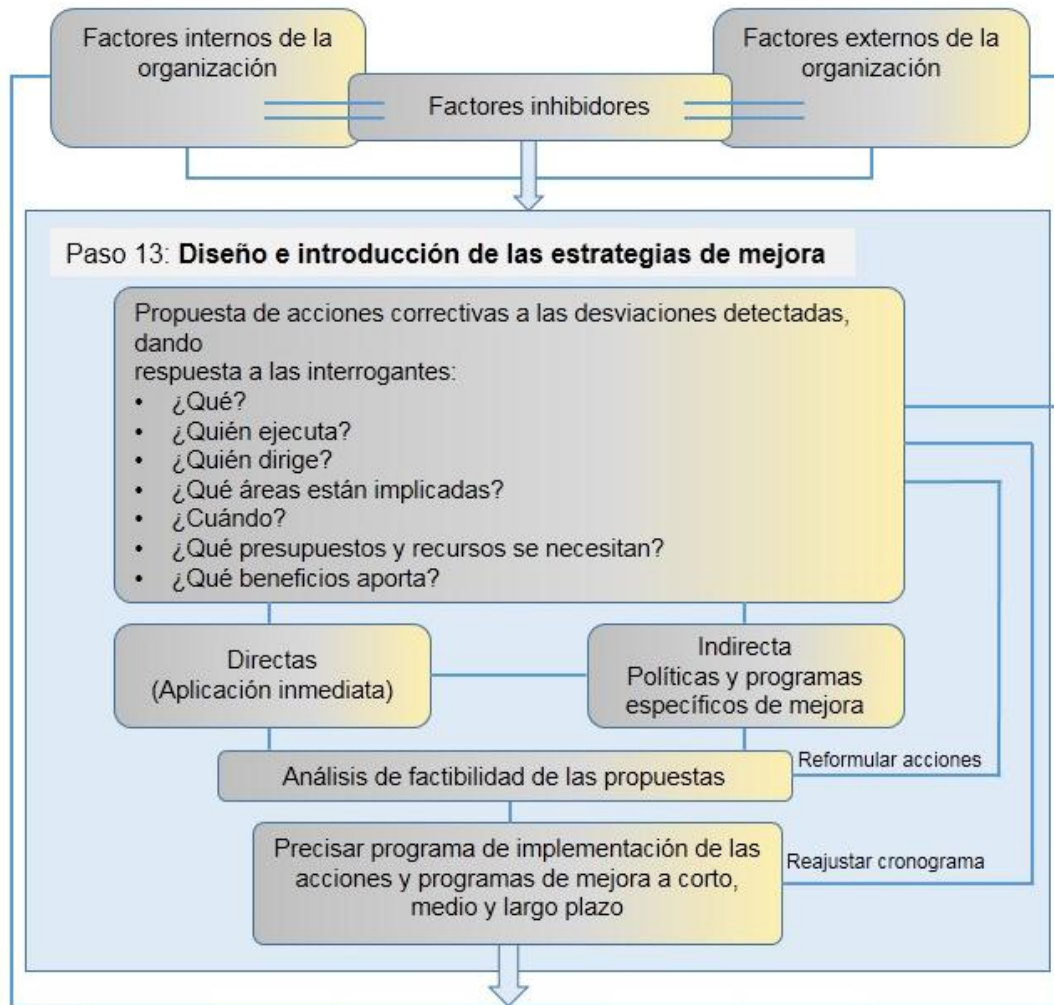 Factores internos de la
organización
Factores externos de la
organización
Factores inhibidores
Paso 13: Diseño e introducción de las estrategias de mejora
Propuesta de acciones correctivas a las desviaciones detectadas,
dando
respuesta a las interrogantes:
• ¿Qué?
• ¿Quién ejecuta?
• ¿Quién dirige?
• ¿Qué áreas están implicadas?
• ¿Cuándo?
• ¿Qué presupuestos y recursos se necesitan?
• ¿Qué beneficios aporta?
Directas
(Aplicación inmediata)
Indirecta
Políticas y programas
específicos de mejora
Análisis de factibilidad de las propuestas
Reformular acciones
Precisar programa de implementación de las
acciones y programas de mejora a corto,
medio y largo plazo
Reajustar cronograma